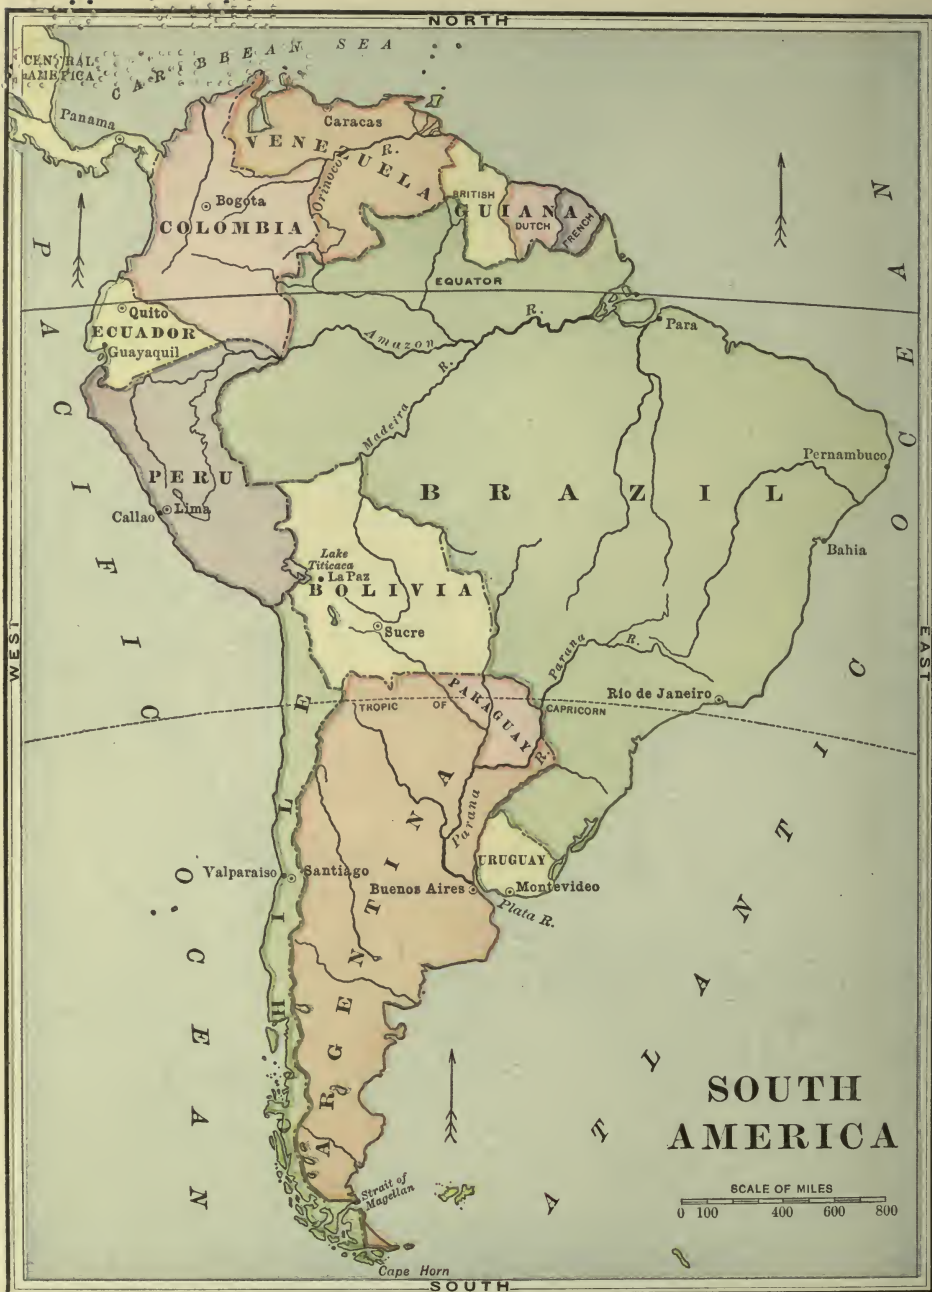 NORTH
CARIBBEAN SEA
CENTRAL
AMERICA
Panama
Caracas
VENEZUELA
Orinoco R.
Bogota
COLOMBIA
BRITISH
GUIANA
DUTCH
FRENCH
EQUATOR
Quito
ECUADOR
Guayaquil
Amazon R.
Para
Madeira R.
PERU
Callao
Lima
BRAZIL
Pernambuco
Bahia
Lake
Titicaca
La Paz
BOLIVIA
Sucre
Parana R.
Rio de Janeiro
WEST
EAST
PACIFIC OCEAN
ATLANTIC OCEAN
TROPIC OF CAPRICORN
PARAGUAY
Parana R.
CHILE
ARGENTINA
Valparaiso
Santiago
URUGUAY
Buenos Aires
Montevideo
Plata R.
SOUTH
AMERICA
SCALE OF MILES
0 100 400 600 800
Strait of
Magellan
Cape Horn
SOUTH